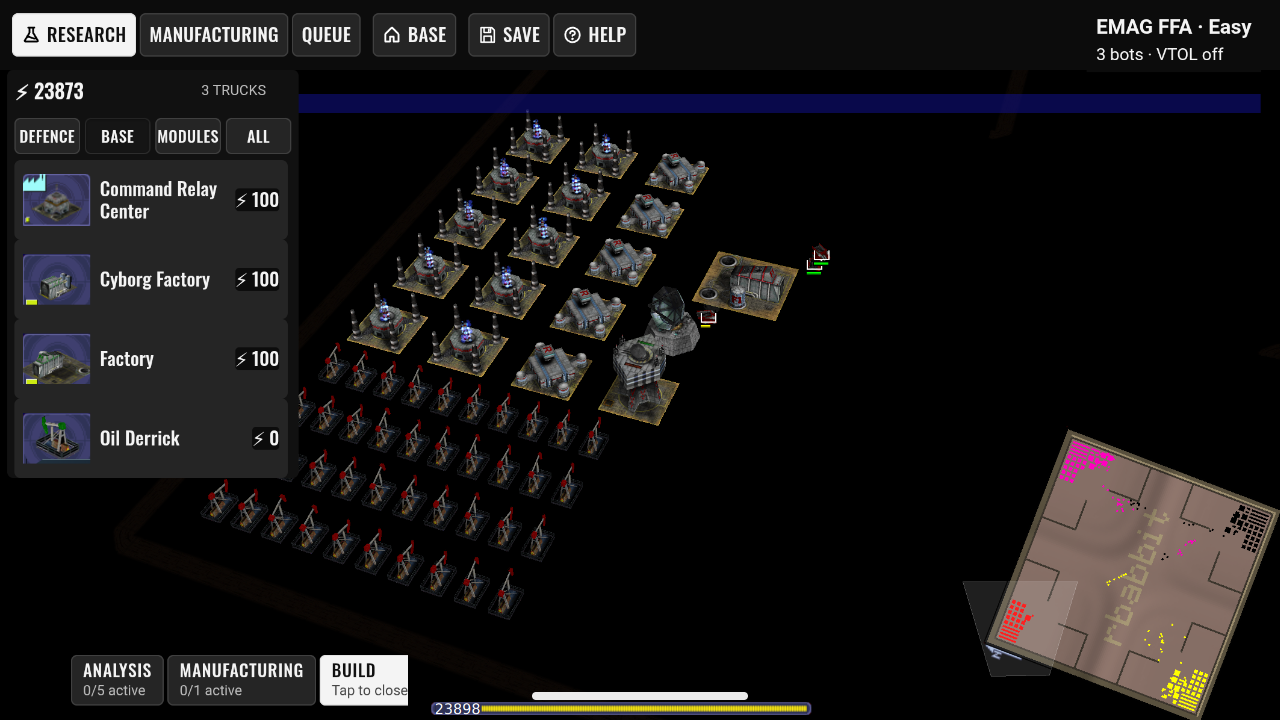 RESEARCH
MANUFACTURING
QUEUE
BASE
SAVE
HELP
EMAG FFA · Easy
3 bots · VTOL off
23873
3 TRUCKS
DEFENCE
BASE
MODULES
ALL
Command Relay
Center
100
Cyborg Factory
100
Factory
100
Oil Derrick
0
rbabbit
N
ANALYSIS
0/5 active
MANUFACTURING
0/1 active
BUILD
Tap to close
23898